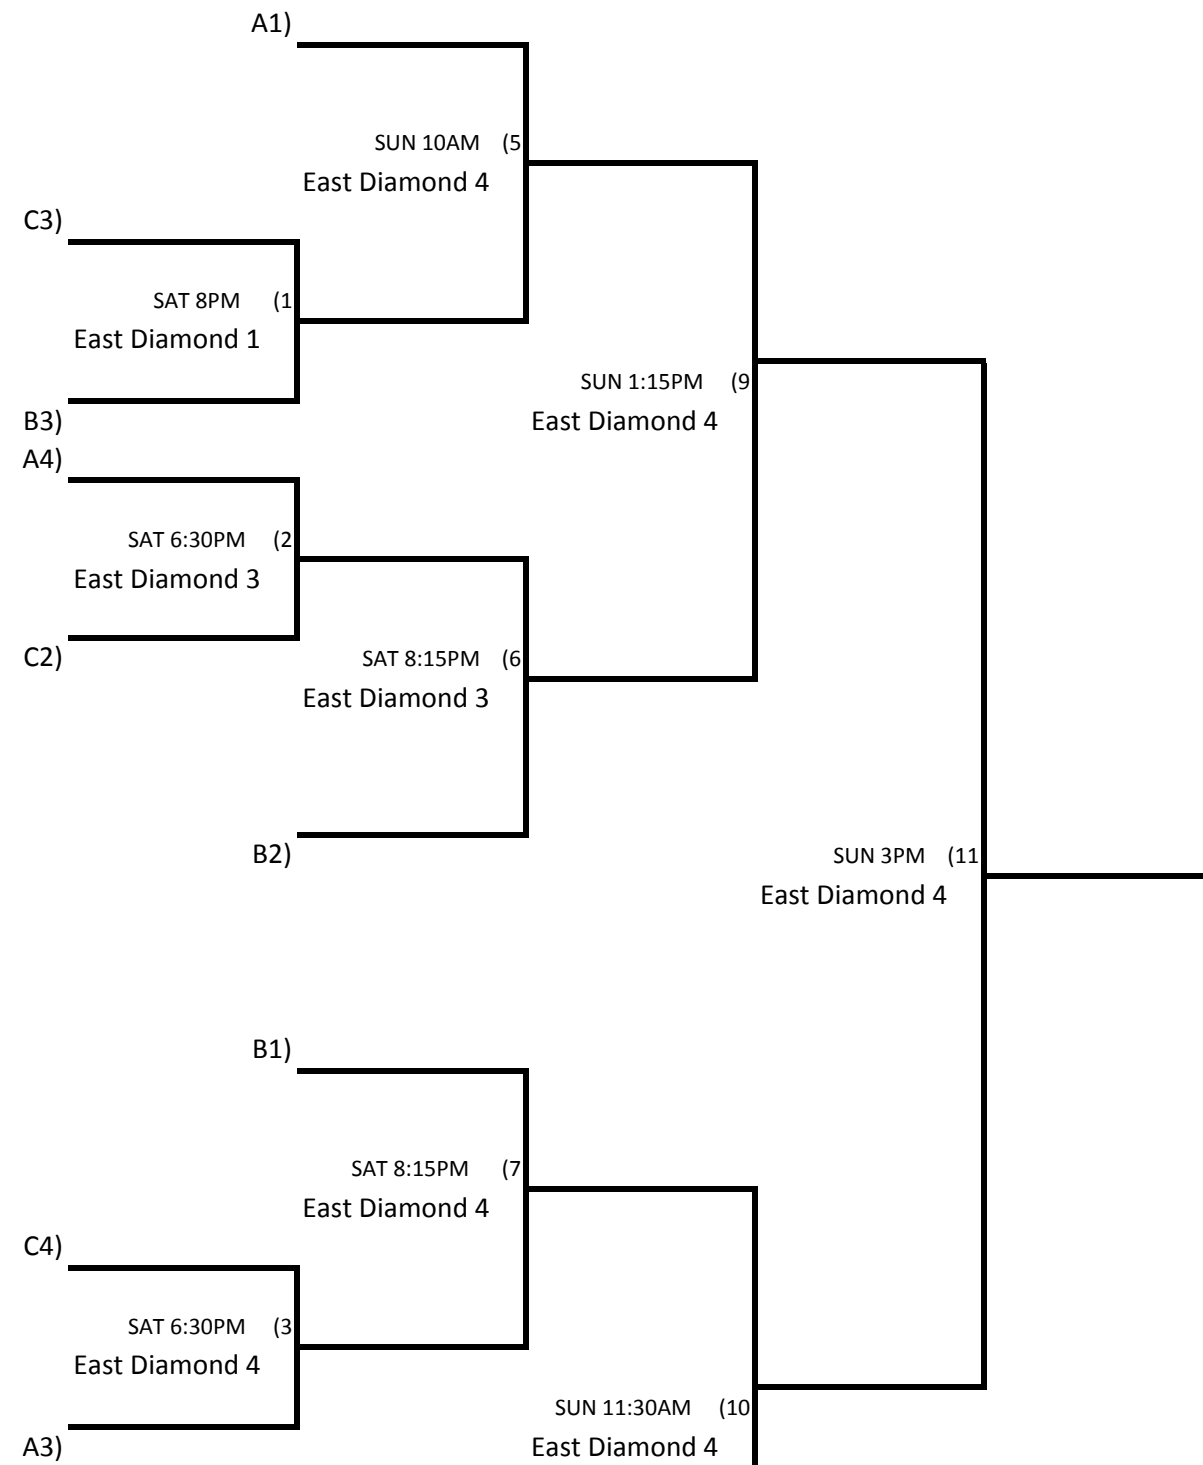 A1)
SUN 10AM (5
East Diamond 4
C3)
SAT 8PM (1
East Diamond 1
B3)
SUN 1:15PM (9
East Diamond 4
A4)
SAT 6:30PM (2
East Diamond 3
C2)
SAT 8:15PM (6
East Diamond 3
B2)
SUN 3PM (11
East Diamond 4
B1)
SAT 8:15PM (7
East Diamond 4
C4)
SAT 6:30PM (3
East Diamond 4
A3)
SUN 11:30AM (10
East Diamond 4